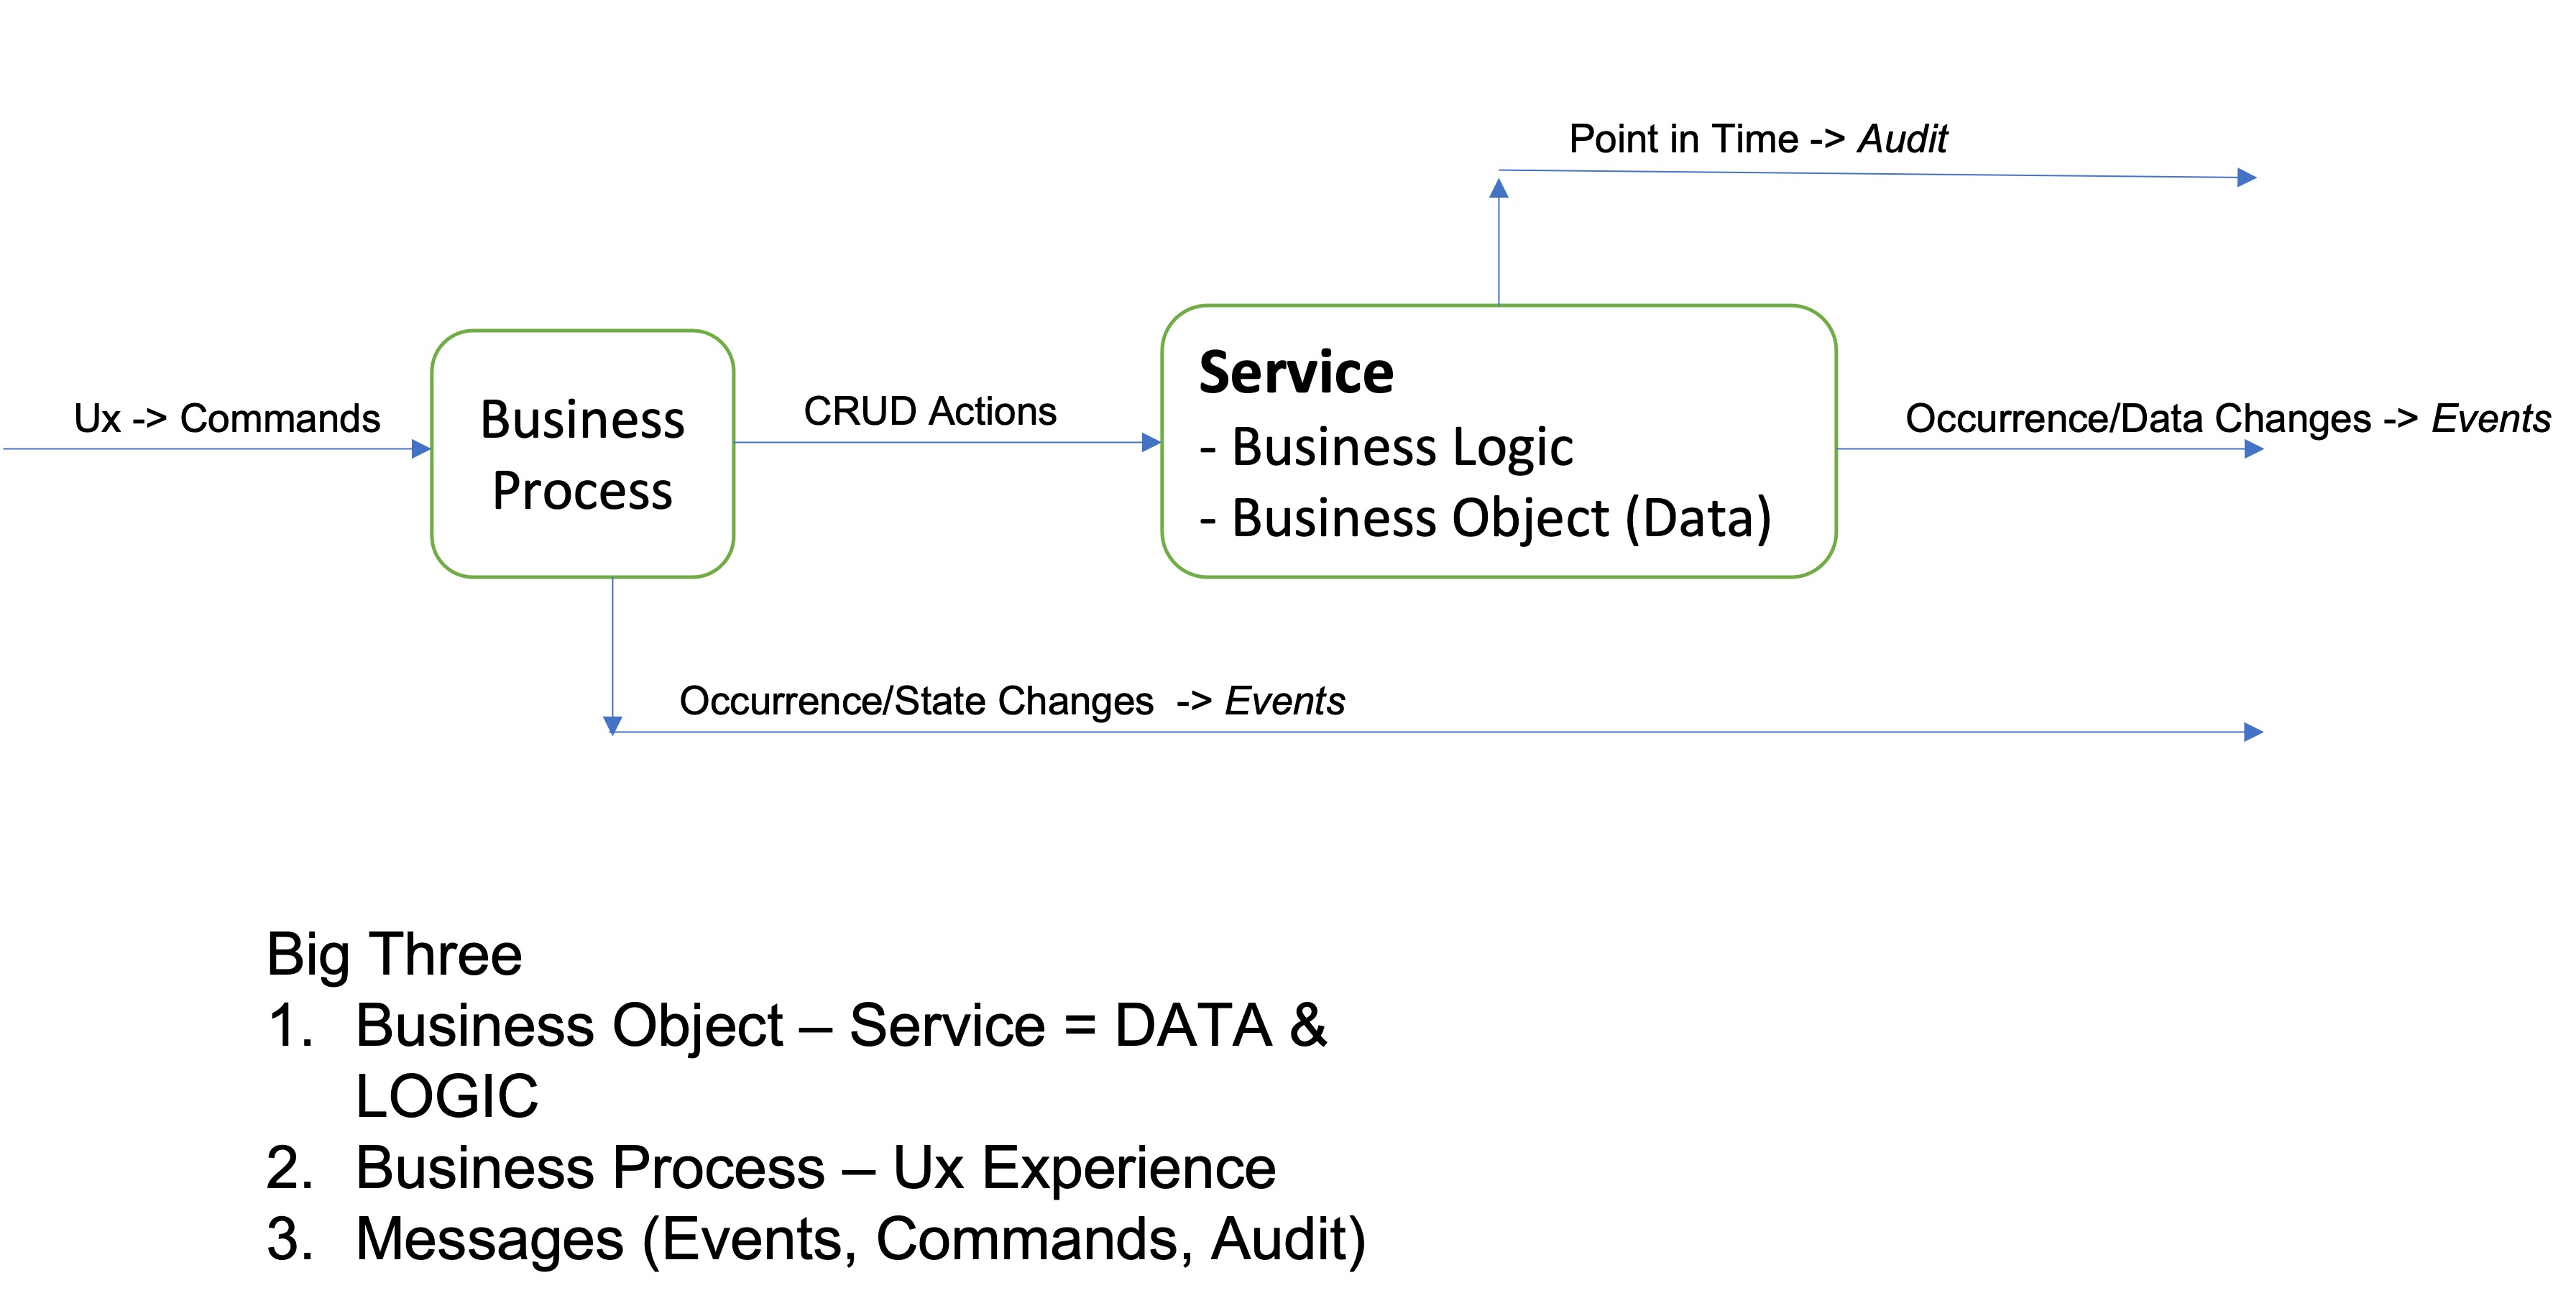 Point in Time -> Audit
Ux -> Commands
Business
Process
CRUD Actions
Service
- Business Logic
- Business Object (Data)
Occurrence/Data Changes -> Events
Occurrence/State Changes  -> Events
Big Three
1. Business Object – Service = DATA &
LOGIC
2. Business Process – Ux Experience
3. Messages (Events, Commands, Audit)